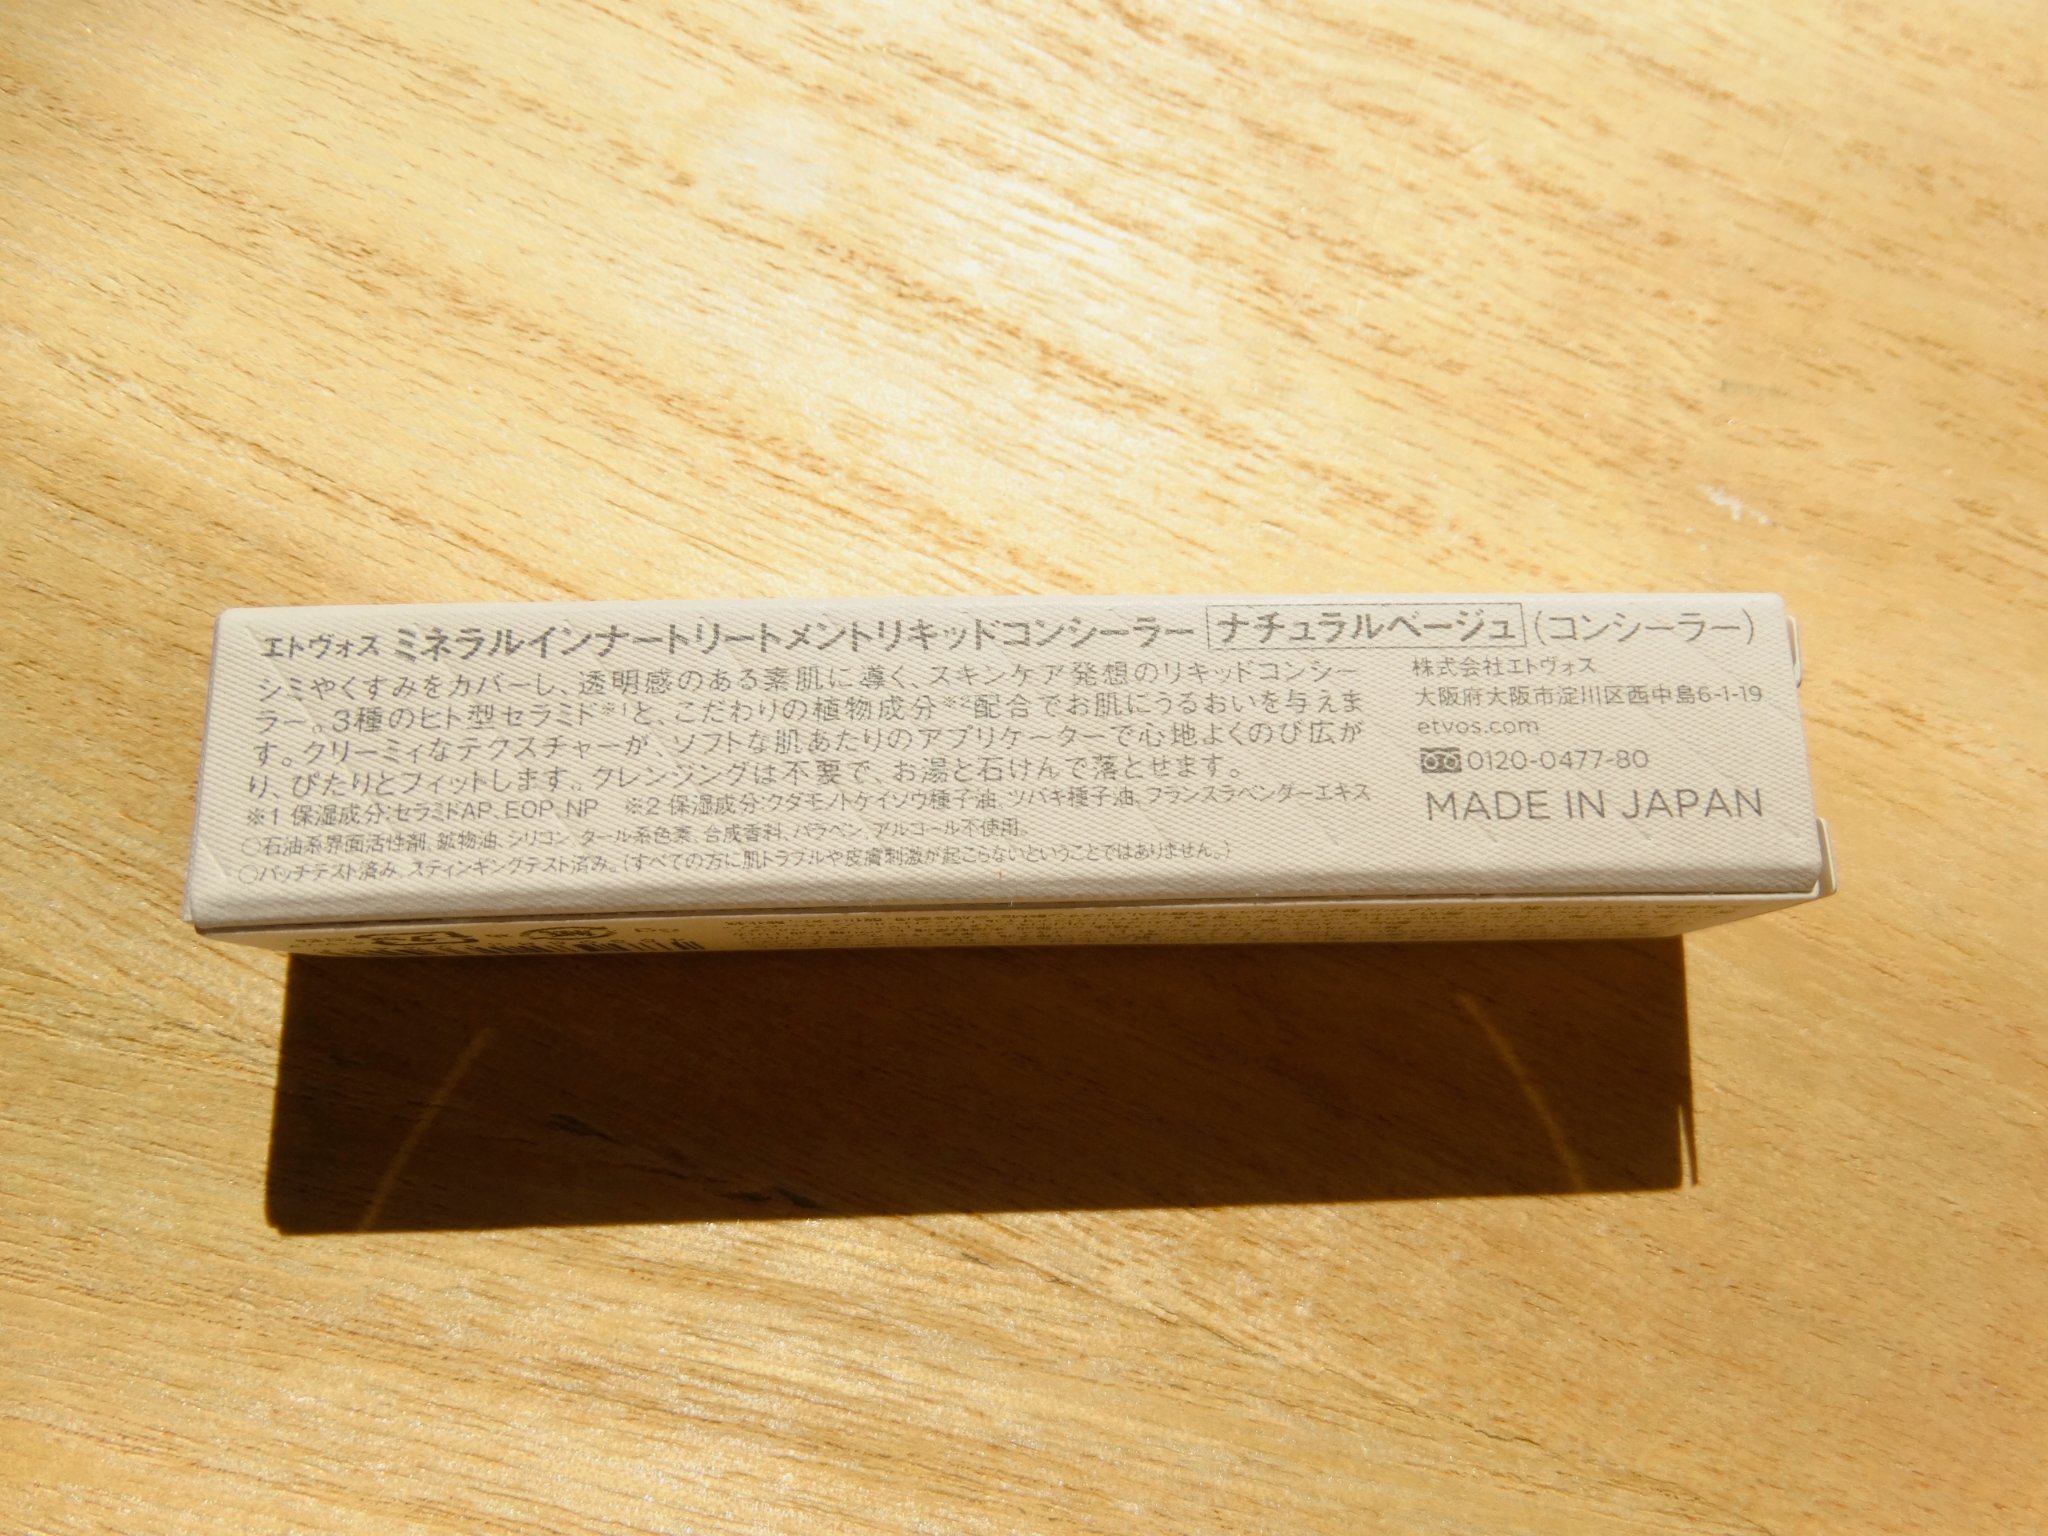 エトヴォス ミネラルインナートリートメントリキッドコンシーラー ナチュラルベージュ (コンシーラー)
シミやくすみをカバーし、透明感のある素肌に導く、スキンケア発想のリキッドコンシー
ラー。3種のヒト型セラミド※1と、こだわりの植物成分※2配合でお肌にうるおいを与えま
す。クリーミィなテクスチャーが、ソフトな肌あたりのアプリケーターで心地よくのび広が
り、ぴたりとフィットします。クレンジングは不要で、お湯と石けんで落とせます。
※1 保湿成分:セラミドAP、EOP、NP ※2 保湿成分:クダモノトケイソウ種子油、ツバキ種子油、フランスラベンダーエキス
○石油系界面活性剤、鉱物油、シリコン、タール系色素、合成香料、パラベン、アルコール不使用。
○パッチテスト済み、スティンギングテスト済み。(すべての方に肌トラブルや皮膚刺激が起こらないということではありません。)
株式会社エトヴォス
大阪府大阪市淀川区西中島6-1-19
etvos.com
0120-0477-80
MADE IN JAPAN